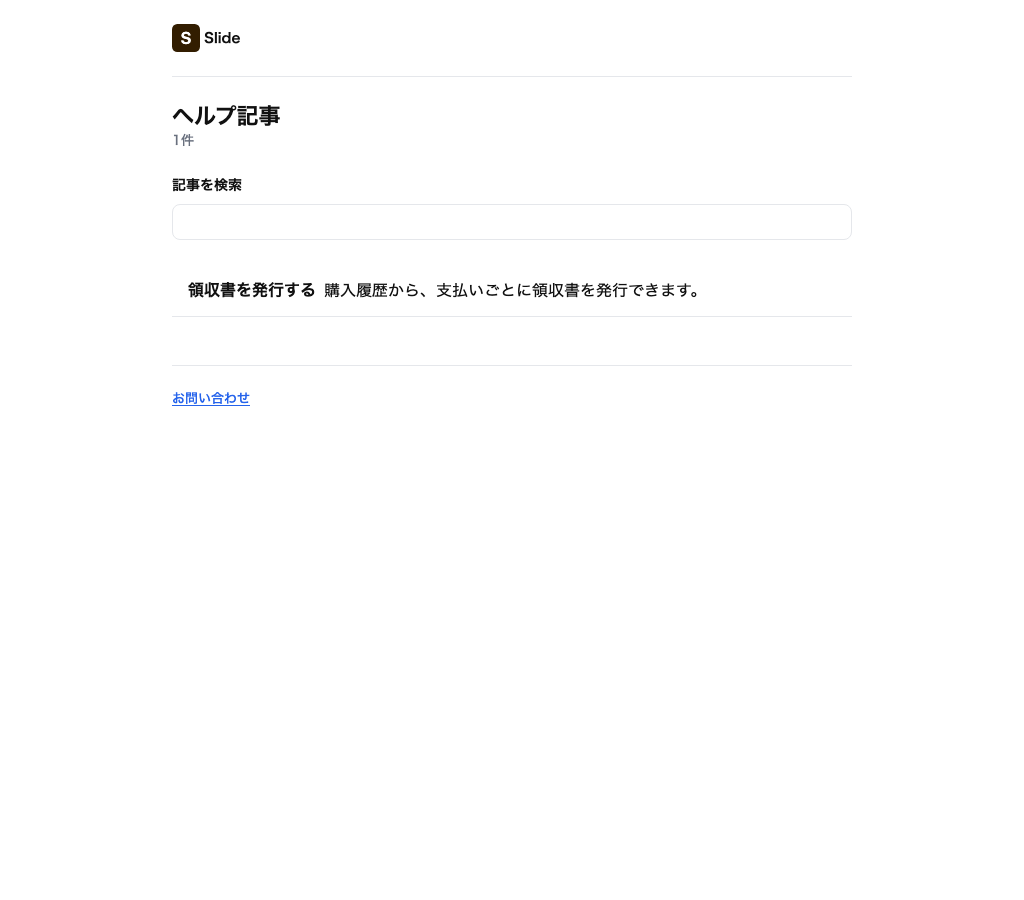 S Slide
ヘルプ記事
1件
記事を検索
領収書を発行する 購入履歴から、支払いごとに領収書を発行できます。
お問い合わせ